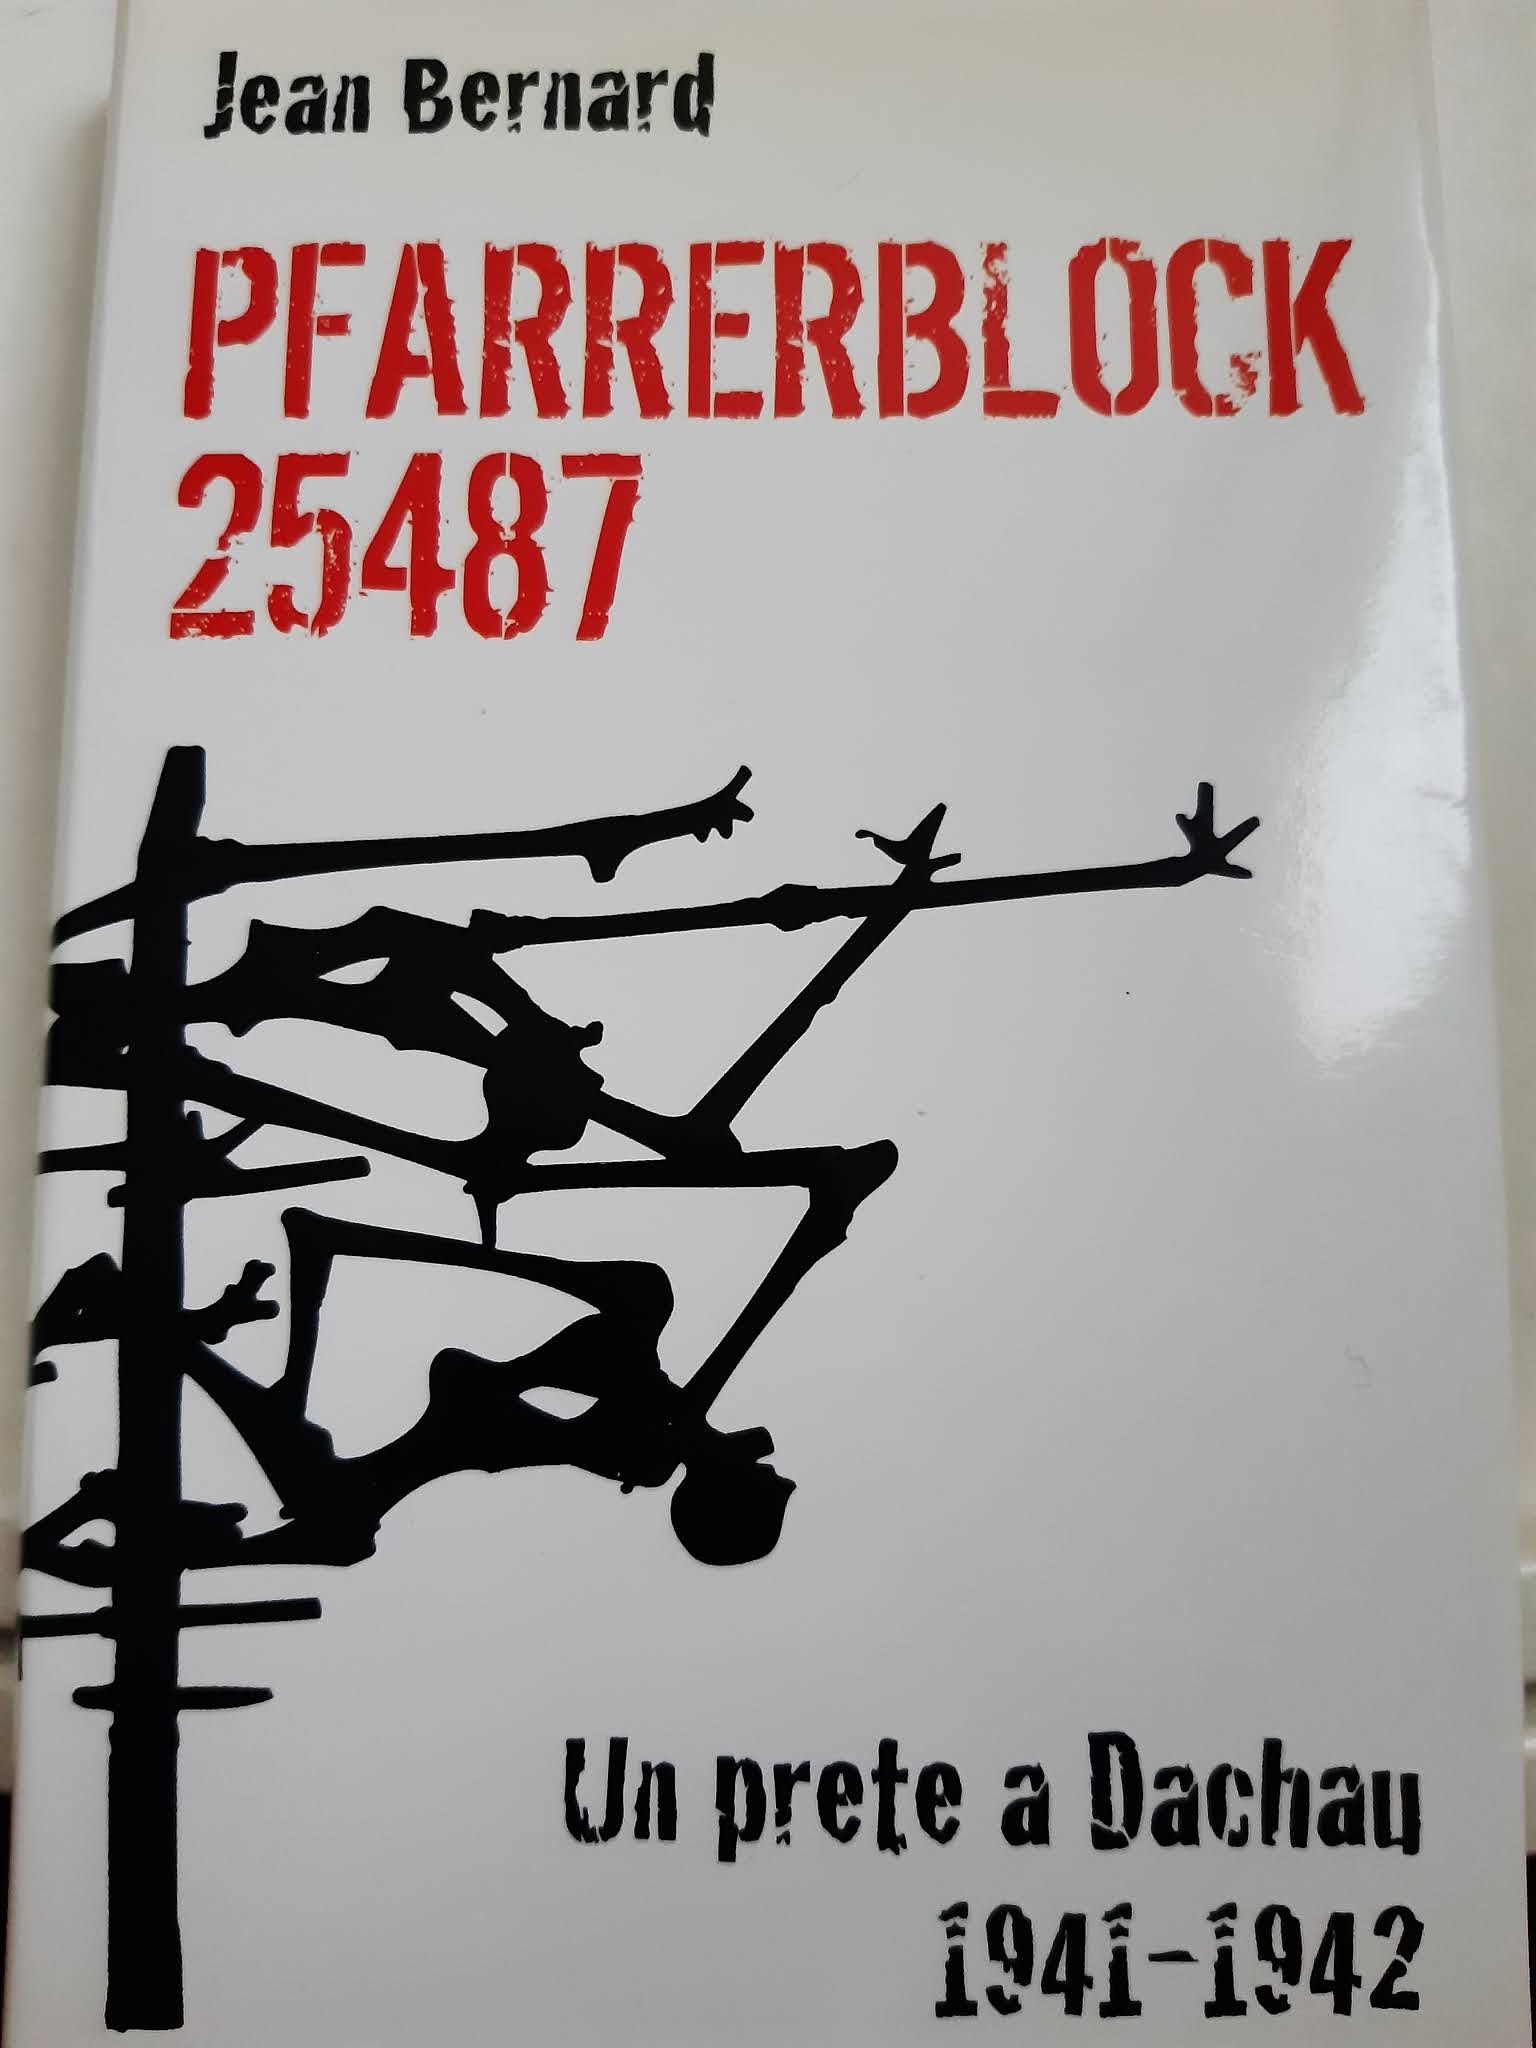 Jean Bernard
PFARRERBLOCK
25487
Un prete a Dachau
1941-1942